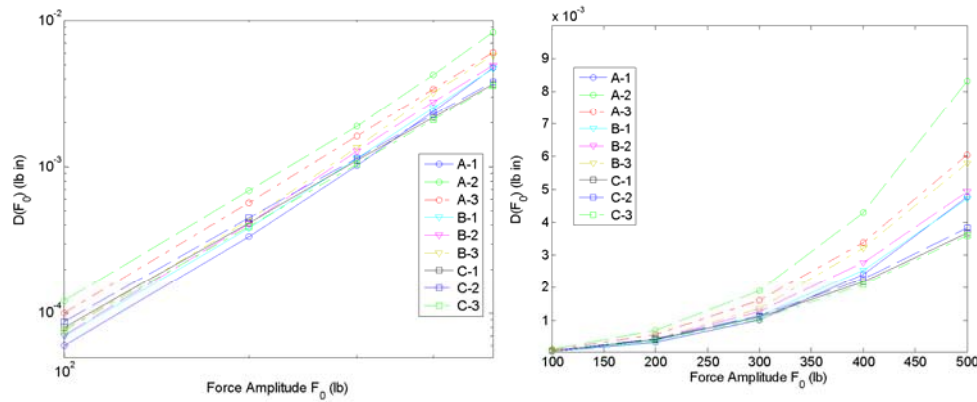 10^-2
10^-3
10^-4
D(F_0) (lb in)
10^2
Force Amplitude F_0 (lb)
A-1
A-2
A-3
B-1
B-2
B-3
C-1
C-2
C-3
x 10^-3
9
8
7
6
5
4
3
2
1
D(F_0) (lb in)
100 150 200 250 300 350 400 450 500
Force Amplitude F_0 (lb)
A-1
A-2
A-3
B-1
B-2
B-3
C-1
C-2
C-3